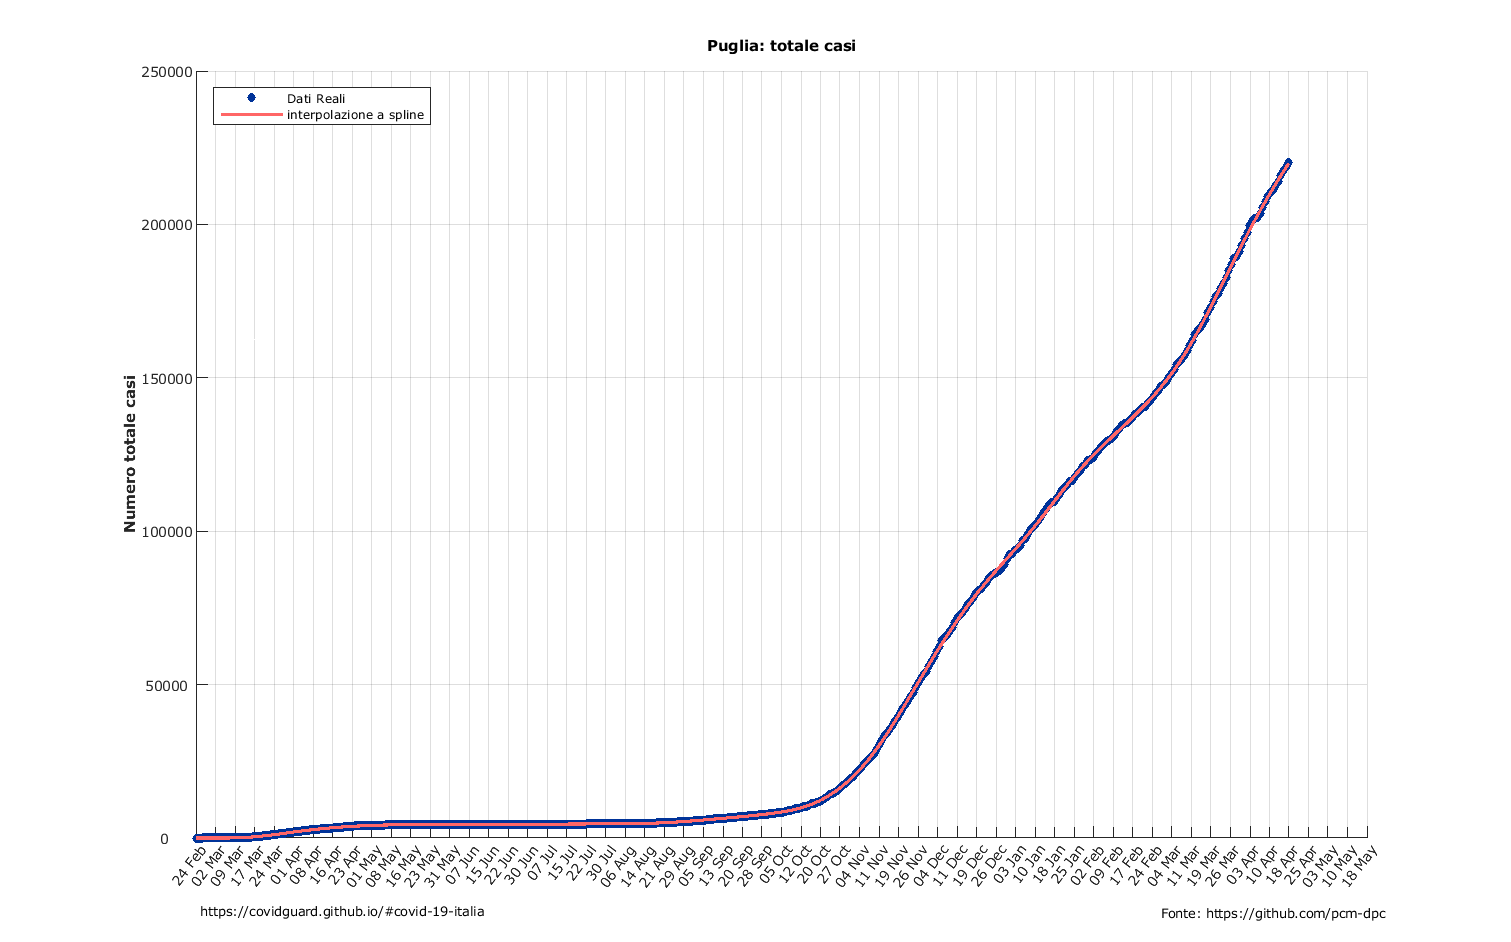 Puglia: totale casi
250000
200000
150000
100000
50000
0
Numero totale casi
Dati Reali
interpolazione a spline
24 Feb
02 Mar
09 Mar
17 Mar
24 Mar
01 Apr
08 Apr
16 Apr
23 Apr
01 May
08 May
16 May
23 May
31 May
07 Jun
15 Jun
22 Jun
30 Jun
07 Jul
15 Jul
22 Jul
30 Jul
06 Aug
14 Aug
21 Aug
29 Aug
05 Sep
13 Sep
20 Sep
28 Sep
05 Oct
12 Oct
20 Oct
27 Oct
04 Nov
11 Nov
19 Nov
26 Nov
04 Dec
11 Dec
19 Dec
26 Dec
03 Jan
10 Jan
18 Jan
25 Jan
02 Feb
09 Feb
17 Feb
24 Feb
04 Mar
11 Mar
19 Mar
26 Mar
03 Apr
10 Apr
18 Apr
25 Apr
03 May
10 May
18 May
https://covidguard.github.io/#covid-19-italia
Fonte: https://github.com/pcm-dpc